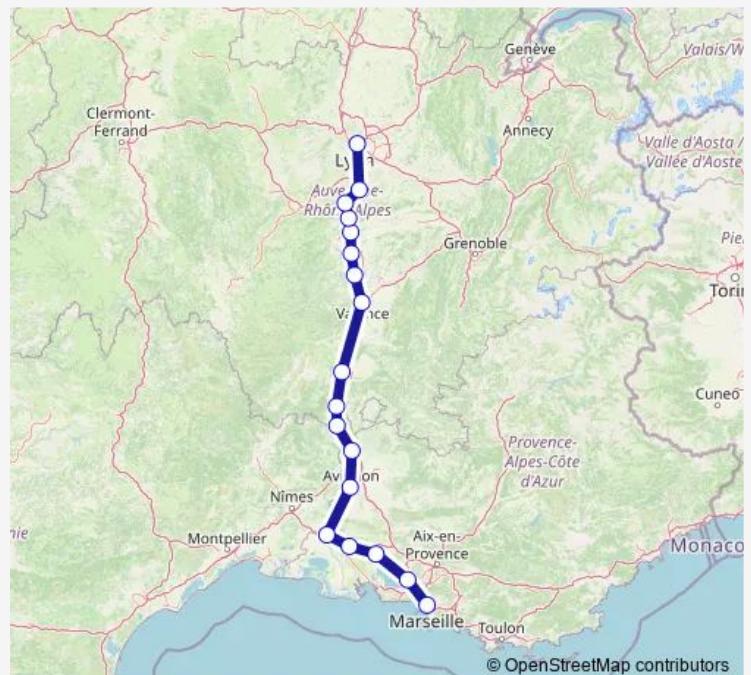 Genève
Valais/W
Clermont-
Ferrand
Annecy
Lyon
Valle d'Aosta /
Vallée d'Aoste
Auvergne-
Rhône-Alpes
Grenoble
Pie
Torin
Valence
Cuneo
Provence-
Alpes-Côte
d'Azur
Avignon
Nîmes
nie
Montpellier
Aix-en-
Provence
Monaco
Marseille
Toulon
© OpenStreetMap contributors